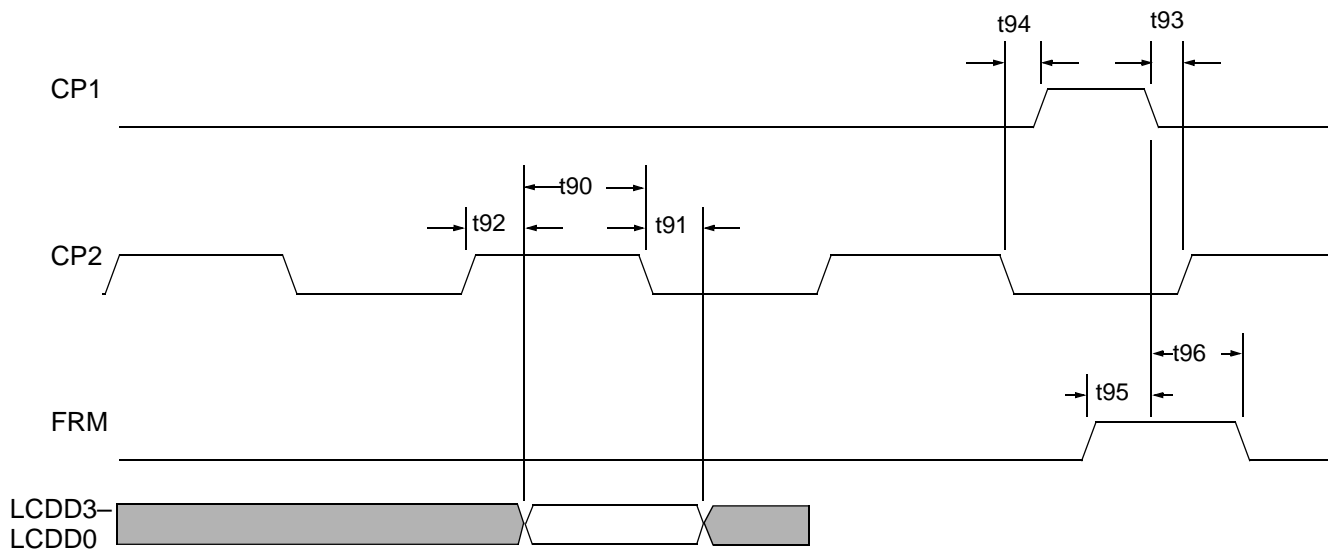 t94
t93
CP1
t90
t92
t91
CP2
t96
t95
FRM
LCDD3–
LCDD0